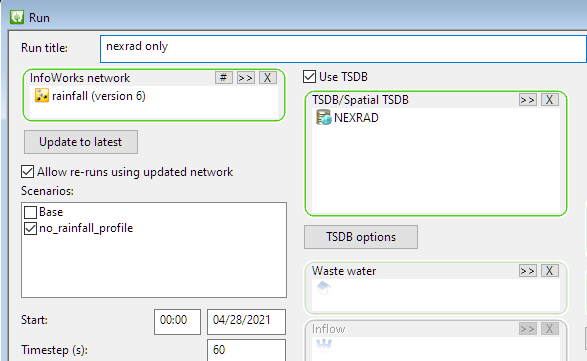 Run
Run title: nexrad only
InfoWorks network # >> X
rainfall (version 6)
Update to latest
Allow re-runs using updated network
Scenarios:
Base
no_rainfall_profile
Start: 00:00 04/28/2021
Timestep (s): 60
Use TSDB
TSDB/Spatial TSDB >> X
NEXRAD
TSDB options
Waste water >> X
Inflow >> X